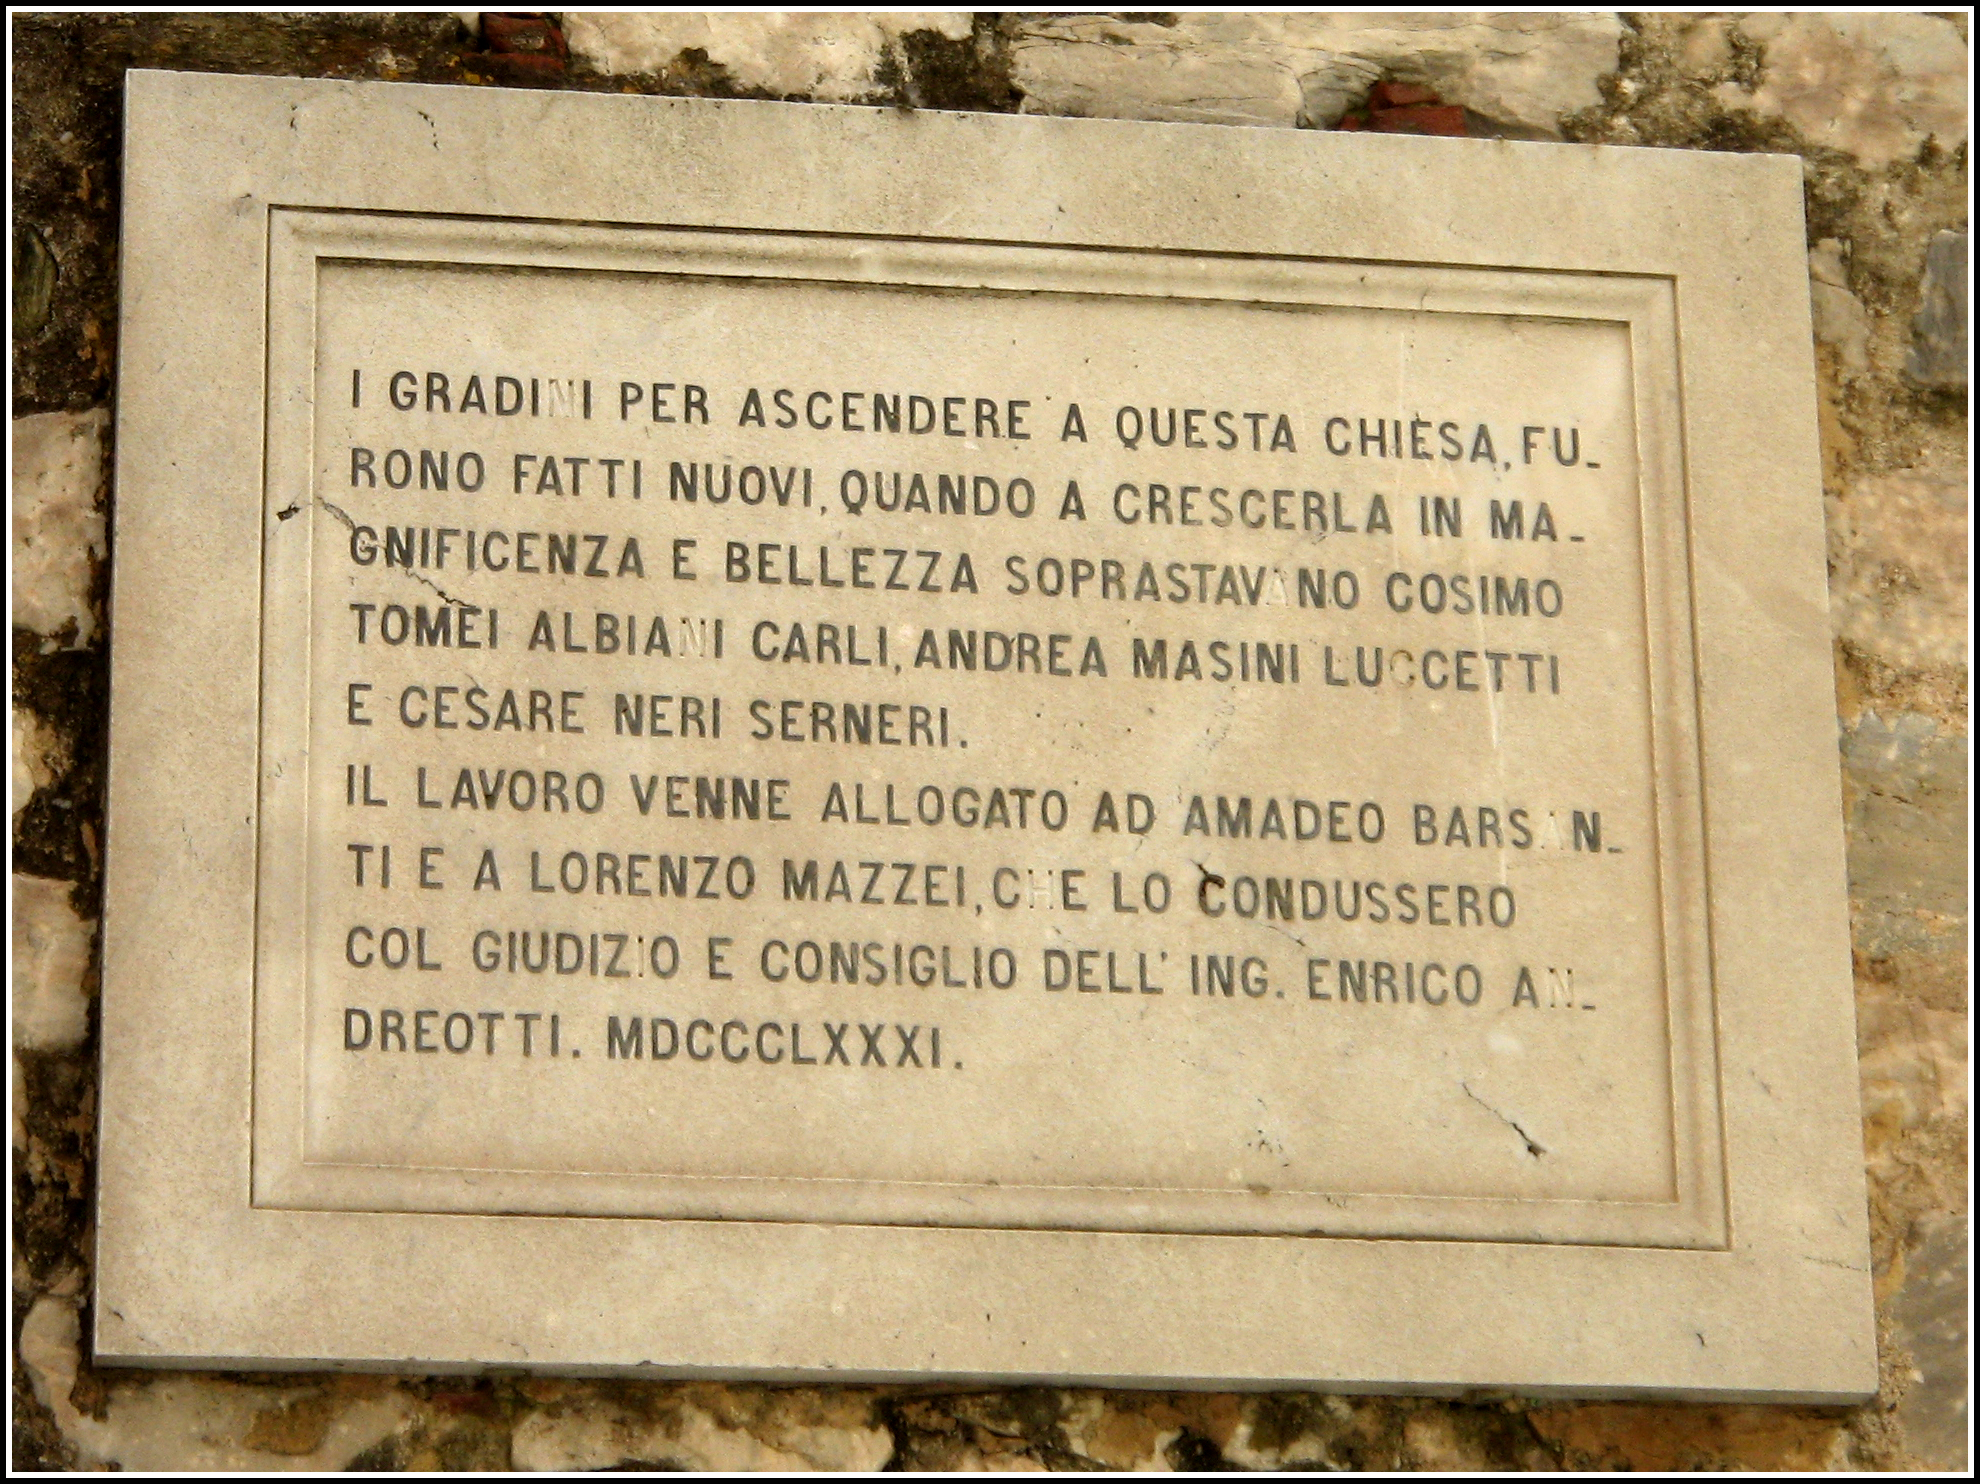 I GRADINI PER ASCENDERE A QUESTA CHIESA, FU-
RONO FATTI NUOVI, QUANDO A CRESCERLA IN MA-
GNIFICENZA E BELLEZZA SOPRASTAVANO COSIMO
TOMEI ALBIANI CARLI, ANDREA MASINI LUCCETTI
E CESARE NERI SERNERI.
IL LAVORO VENNE ALLOGATO AD AMADEO BARSAN-
TI E A LORENZO MAZZEI, CHE LO CONDUSSERO
COL GIUDIZIO E CONSIGLIO DELL' ING. ENRICO AN-
DREOTTI. MDCCCLXXXI.